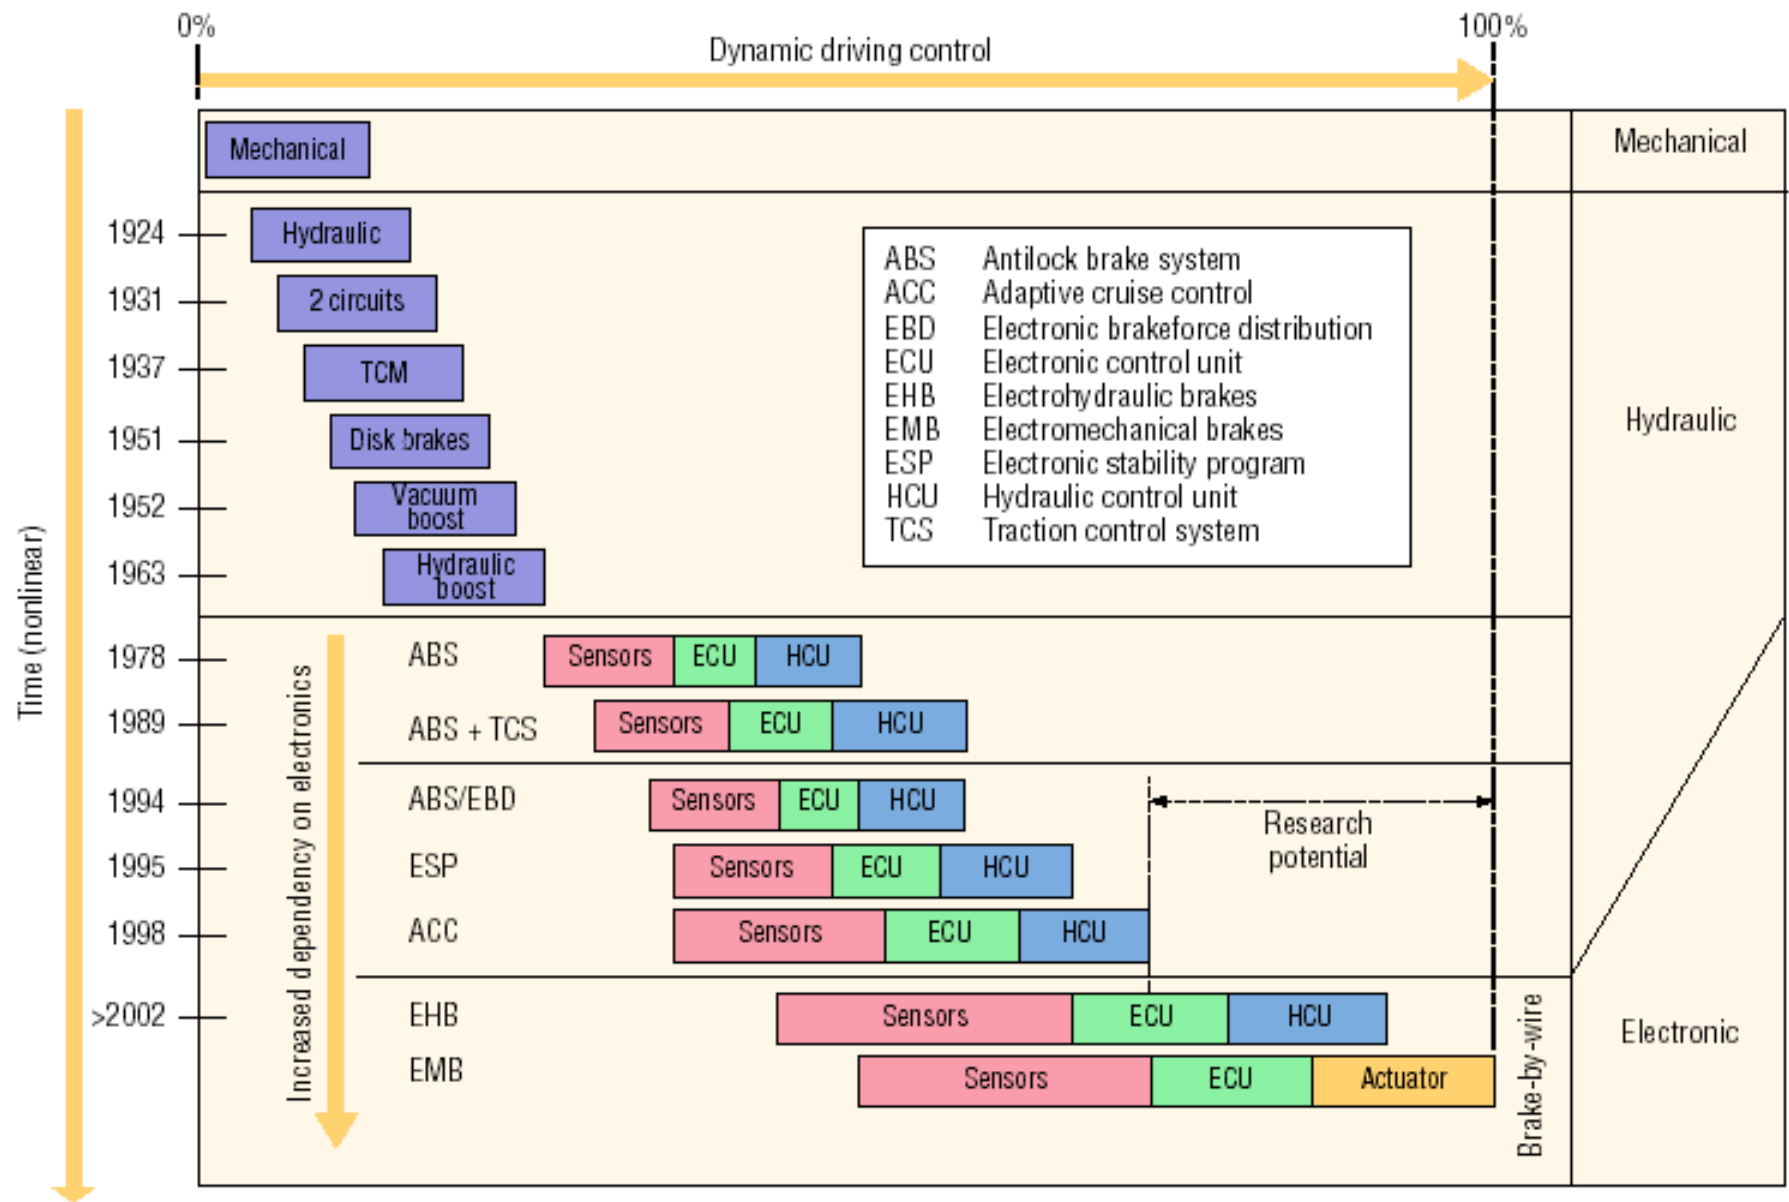 0%
100%
Dynamic driving control
Mechanical
Mechanical
1924
Hydraulic
1931
2 circuits
1937
TCM
1951
Disk brakes
1952
Vacuum
boost
1963
Hydraulic
boost
ABS Antilock brake system
ACC Adaptive cruise control
EBD Electronic brakeforce distribution
ECU Electronic control unit
EHB Electrohydraulic brakes
EMB Electromechanical brakes
ESP Electronic stability program
HCU Hydraulic control unit
TCS Traction control system
Hydraulic
Time (nonlinear)
Increased dependency on electronics
1978 ABS Sensors ECU HCU
1989 ABS + TCS Sensors ECU HCU
1994 ABS/EBD Sensors ECU HCU
Research
potential
1995 ESP Sensors ECU HCU
1998 ACC Sensors ECU HCU
>2002 EHB Sensors ECU HCU
EMB Sensors ECU Actuator
Brake-by-wire
Electronic